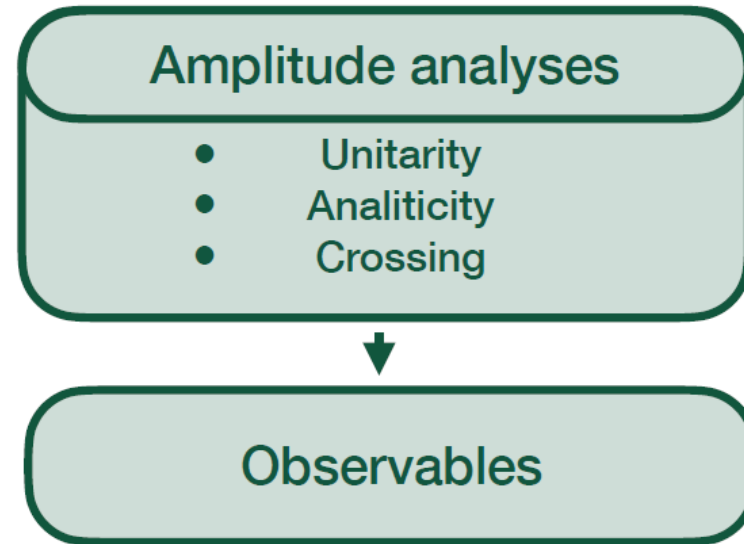 Amplitude analyses
• Unitarity
• Analiticity
• Crossing
Observables